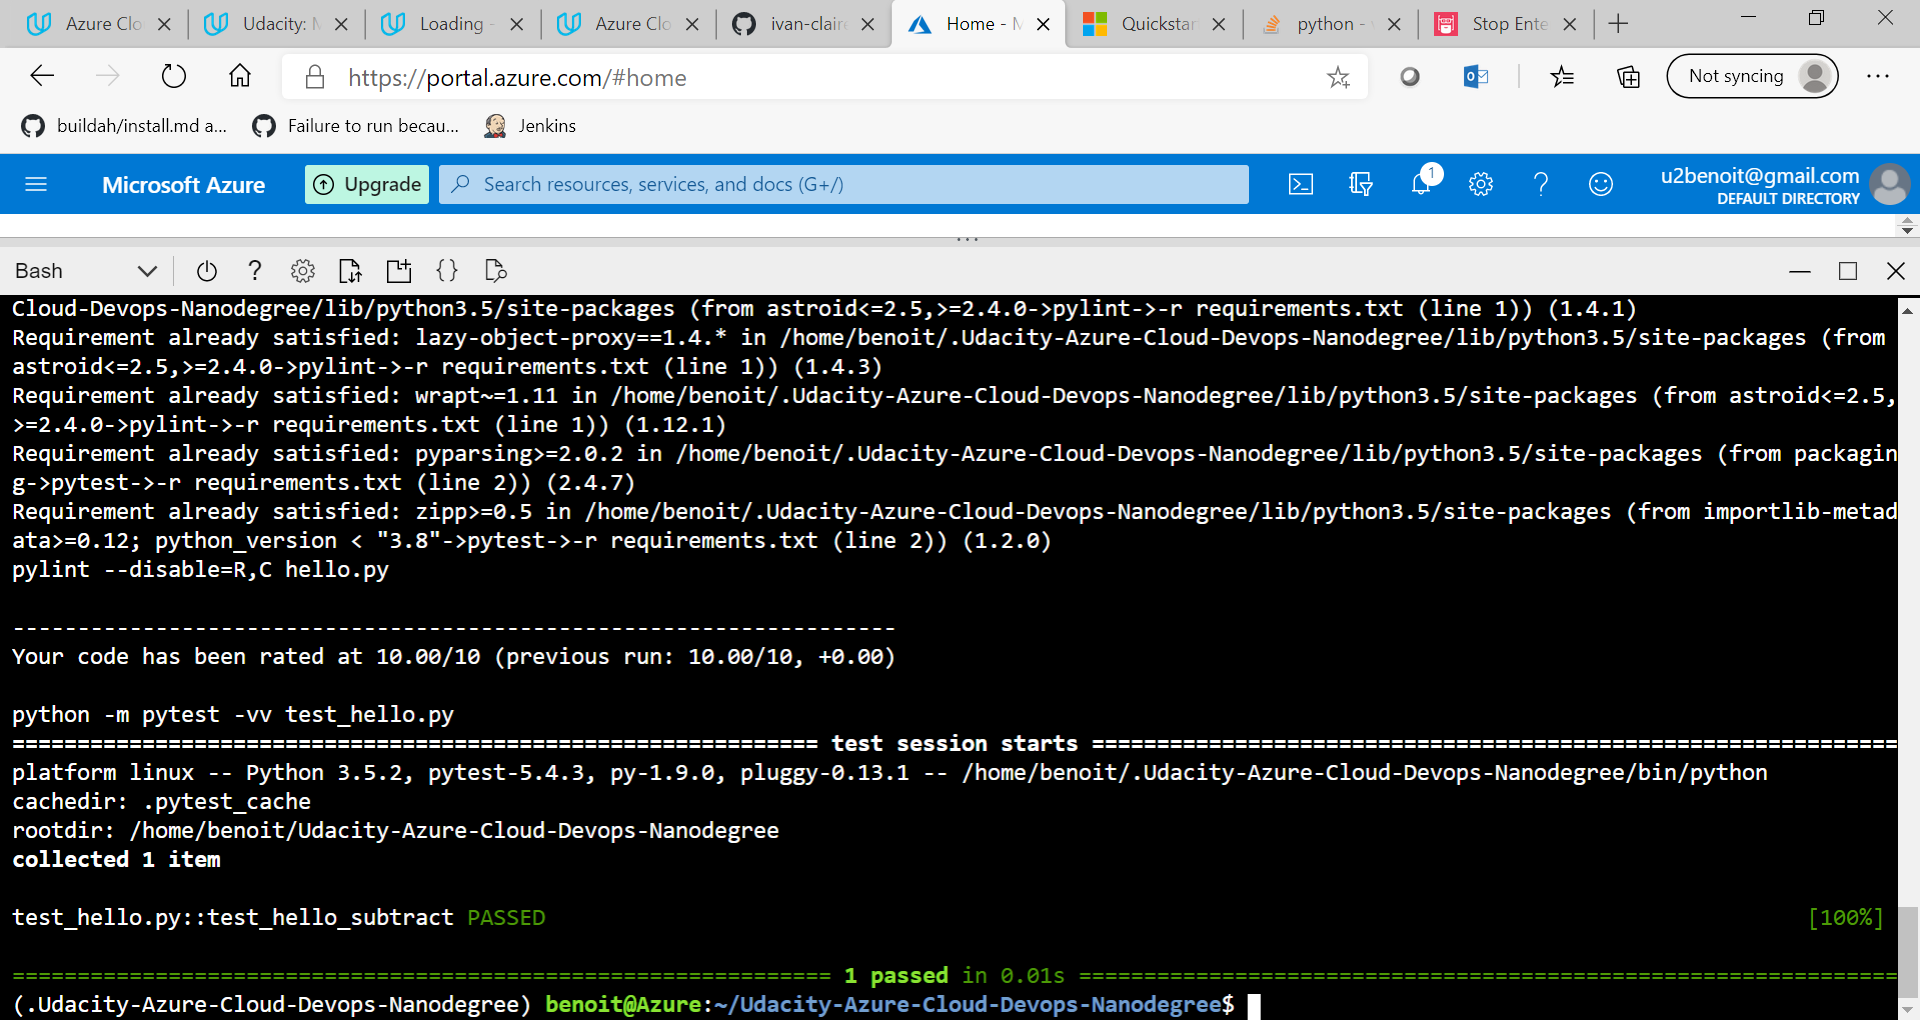 Azure Clo
Udacity: M
Loading -
Azure Clo
ivan-claire
Home - M
Quickstar
python -
Stop Ente
https://portal.azure.com/#home
Not syncing
buildah/install.md a...
Failure to run becau...
Jenkins
Microsoft Azure
Upgrade
Search resources, services, and docs (G+/)
1
u2benoit@gmail.com
DEFAULT DIRECTORY
Bash
Cloud-Devops-Nanodegree/lib/python3.5/site-packages (from astroid<=2.5,>=2.4.0->pylint->-r requirements.txt (line 1)) (1.4.1)
Requirement already satisfied: lazy-object-proxy==1.4.* in /home/benoit/.Udacity-Azure-Cloud-Devops-Nanodegree/lib/python3.5/site-packages (from
astroid<=2.5,>=2.4.0->pylint->-r requirements.txt (line 1)) (1.4.3)
Requirement already satisfied: wrapt~=1.11 in /home/benoit/.Udacity-Azure-Cloud-Devops-Nanodegree/lib/python3.5/site-packages (from astroid<=2.5,
>=2.4.0->pylint->-r requirements.txt (line 1)) (1.12.1)
Requirement already satisfied: pyparsing>=2.0.2 in /home/benoit/.Udacity-Azure-Cloud-Devops-Nanodegree/lib/python3.5/site-packages (from packagin
g->pytest->-r requirements.txt (line 2)) (2.4.7)
Requirement already satisfied: zipp>=0.5 in /home/benoit/.Udacity-Azure-Cloud-Devops-Nanodegree/lib/python3.5/site-packages (from importlib-metad
ata>=0.12; python_version < "3.8"->pytest->-r requirements.txt (line 2)) (1.2.0)
pylint --disable=R,C hello.py
--------------------------------------------------------------------
Your code has been rated at 10.00/10 (previous run: 10.00/10, +0.00)
python -m pytest -vv test_hello.py
============================================================== test session starts ==============================================================
platform linux -- Python 3.5.2, pytest-5.4.3, py-1.9.0, pluggy-0.13.1 -- /home/benoit/.Udacity-Azure-Cloud-Devops-Nanodegree/bin/python
cachedir: .pytest_cache
rootdir: /home/benoit/Udacity-Azure-Cloud-Devops-Nanodegree
collected 1 item
test_hello.py::test_hello_subtract PASSED [100%]
=============================================================== 1 passed in 0.01s ===============================================================
(.Udacity-Azure-Cloud-Devops-Nanodegree) benoit@Azure:~/Udacity-Azure-Cloud-Devops-Nanodegree$